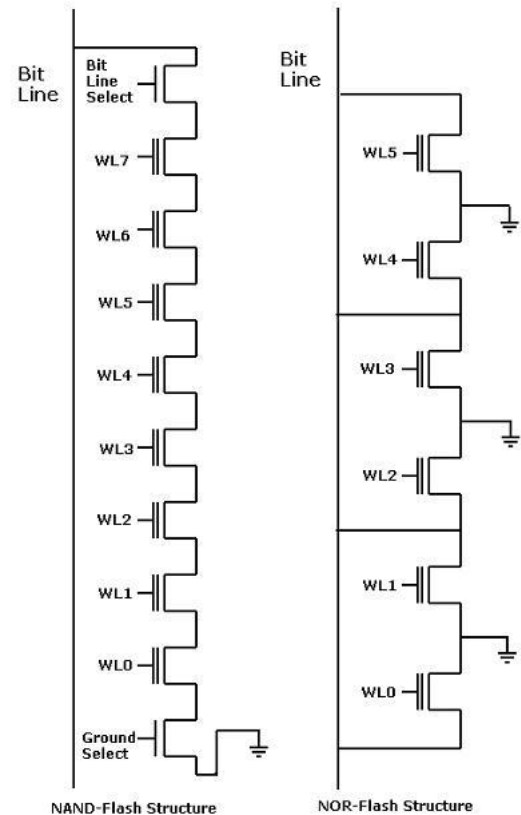 Bit
Line
Bit
Line
Select
WL7
WL6
WL5
WL4
WL3
WL2
WL1
WL0
Ground
Select
NAND-Flash Structure
Bit
Line
WL5
WL4
WL3
WL2
WL1
WL0
NOR-Flash Structure